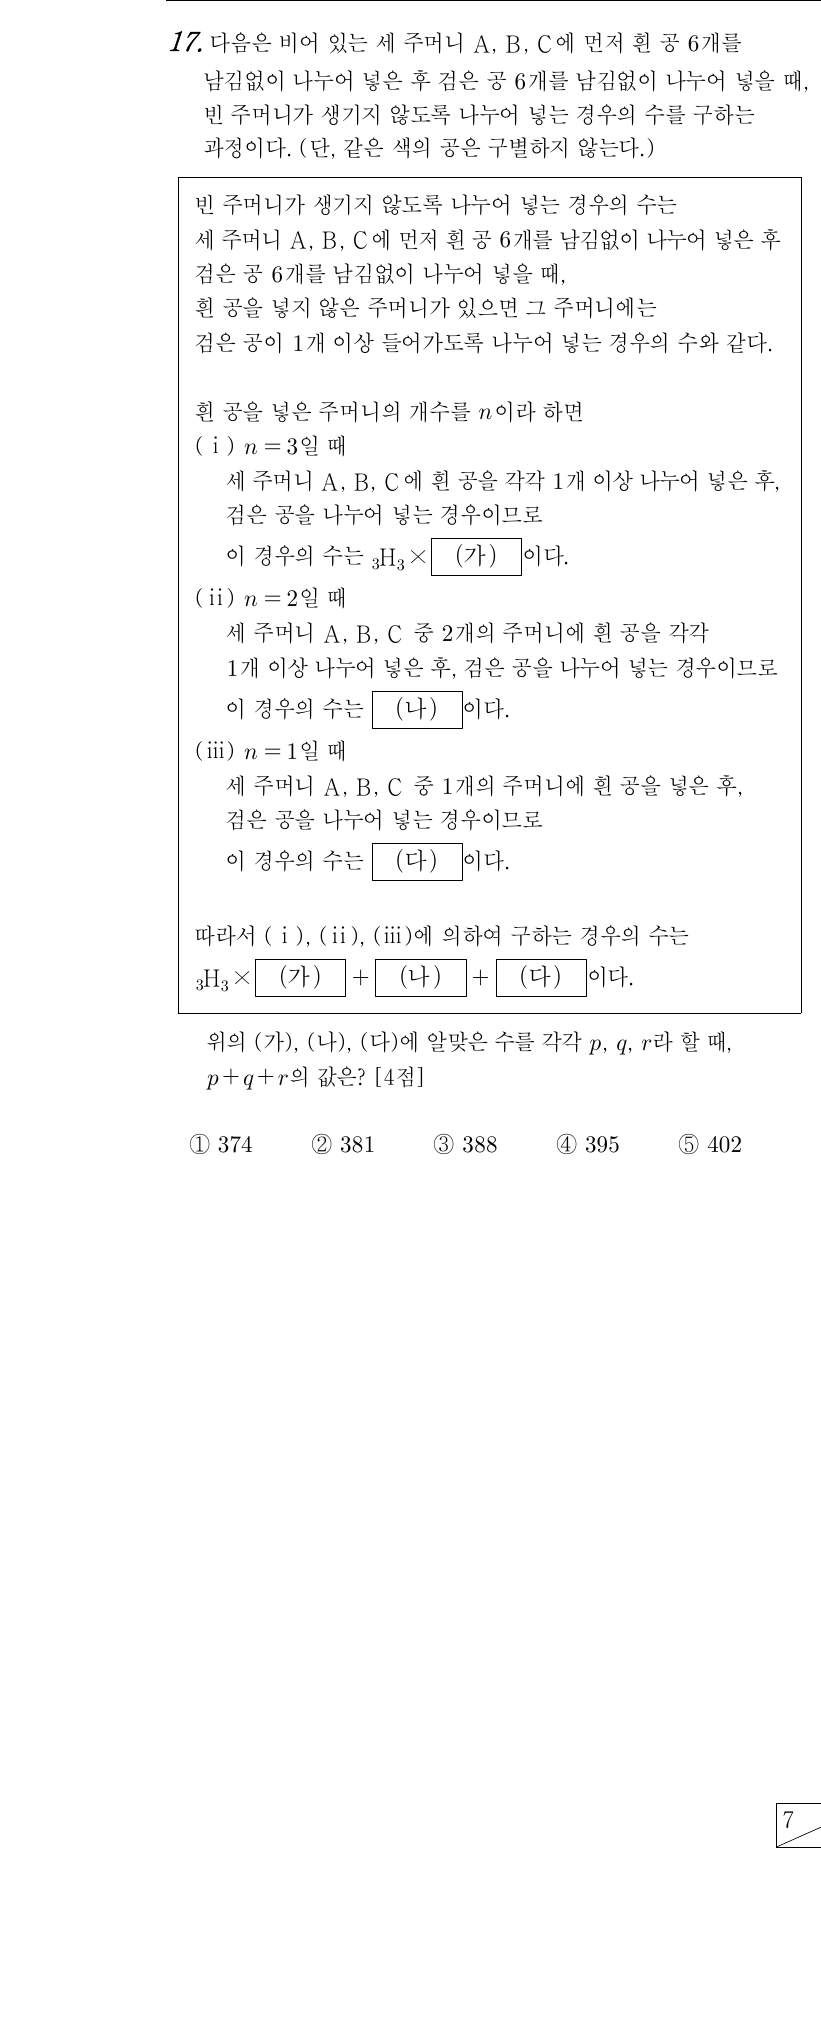 17. 다음은 비어 있는 세 주머니 A, B, C에 먼저 흰 공 6개를
남김없이 나누어 넣은 후 검은 공 6개를 남김없이 나누어 넣을 때,
빈 주머니가 생기지 않도록 나누어 넣는 경우의 수를 구하는
과정이다. (단, 같은 색의 공은 구별하지 않는다.)
빈 주머니가 생기지 않도록 나누어 넣는 경우의 수는
세 주머니 A, B, C에 먼저 흰 공 6개를 남김없이 나누어 넣은 후
검은 공 6개를 남김없이 나누어 넣을 때,
흰 공을 넣지 않은 주머니가 있으면 그 주머니에는
검은 공이 1개 이상 들어가도록 나누어 넣는 경우의 수와 같다.
흰 공을 넣은 주머니의 개수를 n이라 하면
(ⅰ) n=3일 때
세 주머니 A, B, C에 흰 공을 각각 1개 이상 나누어 넣은 후,
검은 공을 나누어 넣는 경우이므로
이 경우의 수는 ₃H₃× (가) 이다.
(ⅱ) n=2일 때
세 주머니 A, B, C 중 2개의 주머니에 흰 공을 각각
1개 이상 나누어 넣은 후, 검은 공을 나누어 넣는 경우이므로
이 경우의 수는 (나) 이다.
(ⅲ) n=1일 때
세 주머니 A, B, C 중 1개의 주머니에 흰 공을 넣은 후,
검은 공을 나누어 넣는 경우이므로
이 경우의 수는 (다) 이다.
따라서 (ⅰ), (ⅱ), (ⅲ)에 의하여 구하는 경우의 수는
₃H₃× (가) + (나) + (다) 이다.
위의 (가), (나), (다)에 알맞은 수를 각각 p, q, r라 할 때,
p+q+r의 값은? [4점]
① 374 ② 381 ③ 388 ④ 395 ⑤ 402
7